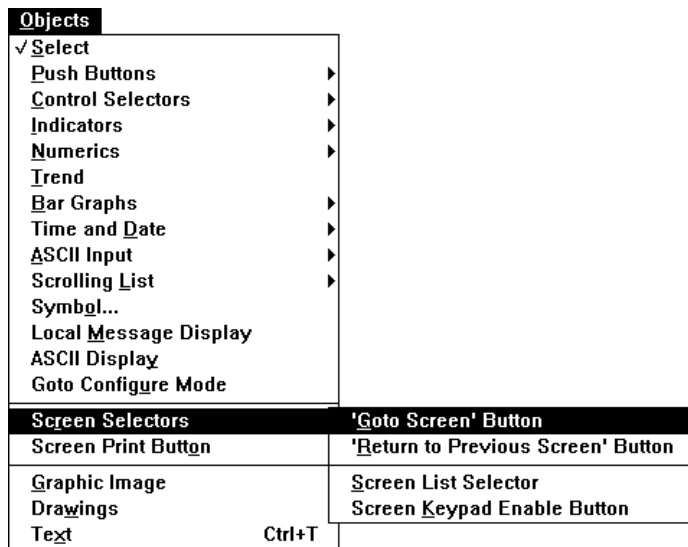 Objects
√ Select
Push Buttons
Control Selectors
Indicators
Numerics
Trend
Bar Graphs
Time and Date
ASCII Input
Scrolling List
Symbol...
Local Message Display
ASCII Display
Goto Configure Mode
Screen Selectors
Screen Print Button
Graphic Image
Drawings
Text Ctrl+T
'Goto Screen' Button
'Return to Previous Screen' Button
Screen List Selector
Screen Keypad Enable Button